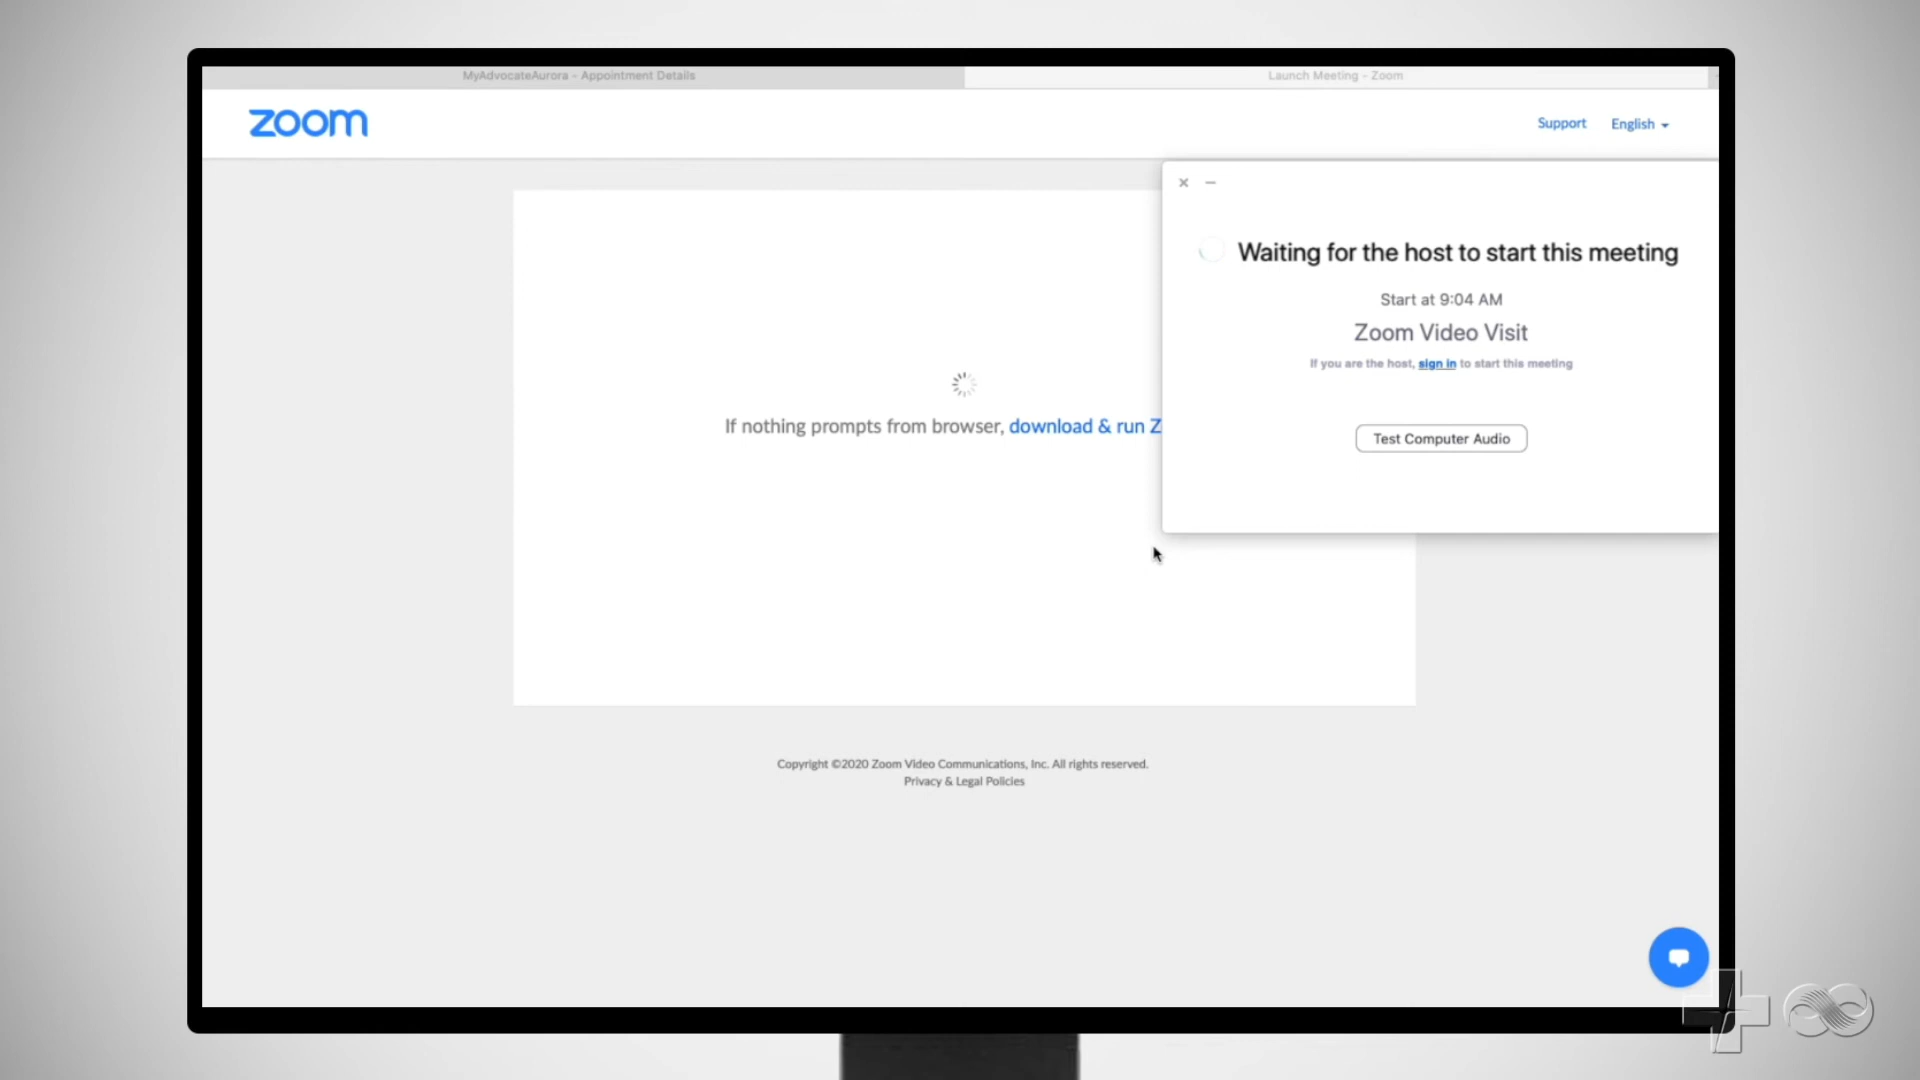 MyAdvocateAurora - Appointment Details
Launch Meeting - Zoom
zoom
Support
English
Waiting for the host to start this meeting
Start at 9:04 AM
Zoom Video Visit
If you are the host, sign in to start this meeting
Test Computer Audio
If nothing prompts from browser, download & run Z
Copyright ©2020 Zoom Video Communications, Inc. All rights reserved.
Privacy & Legal Policies